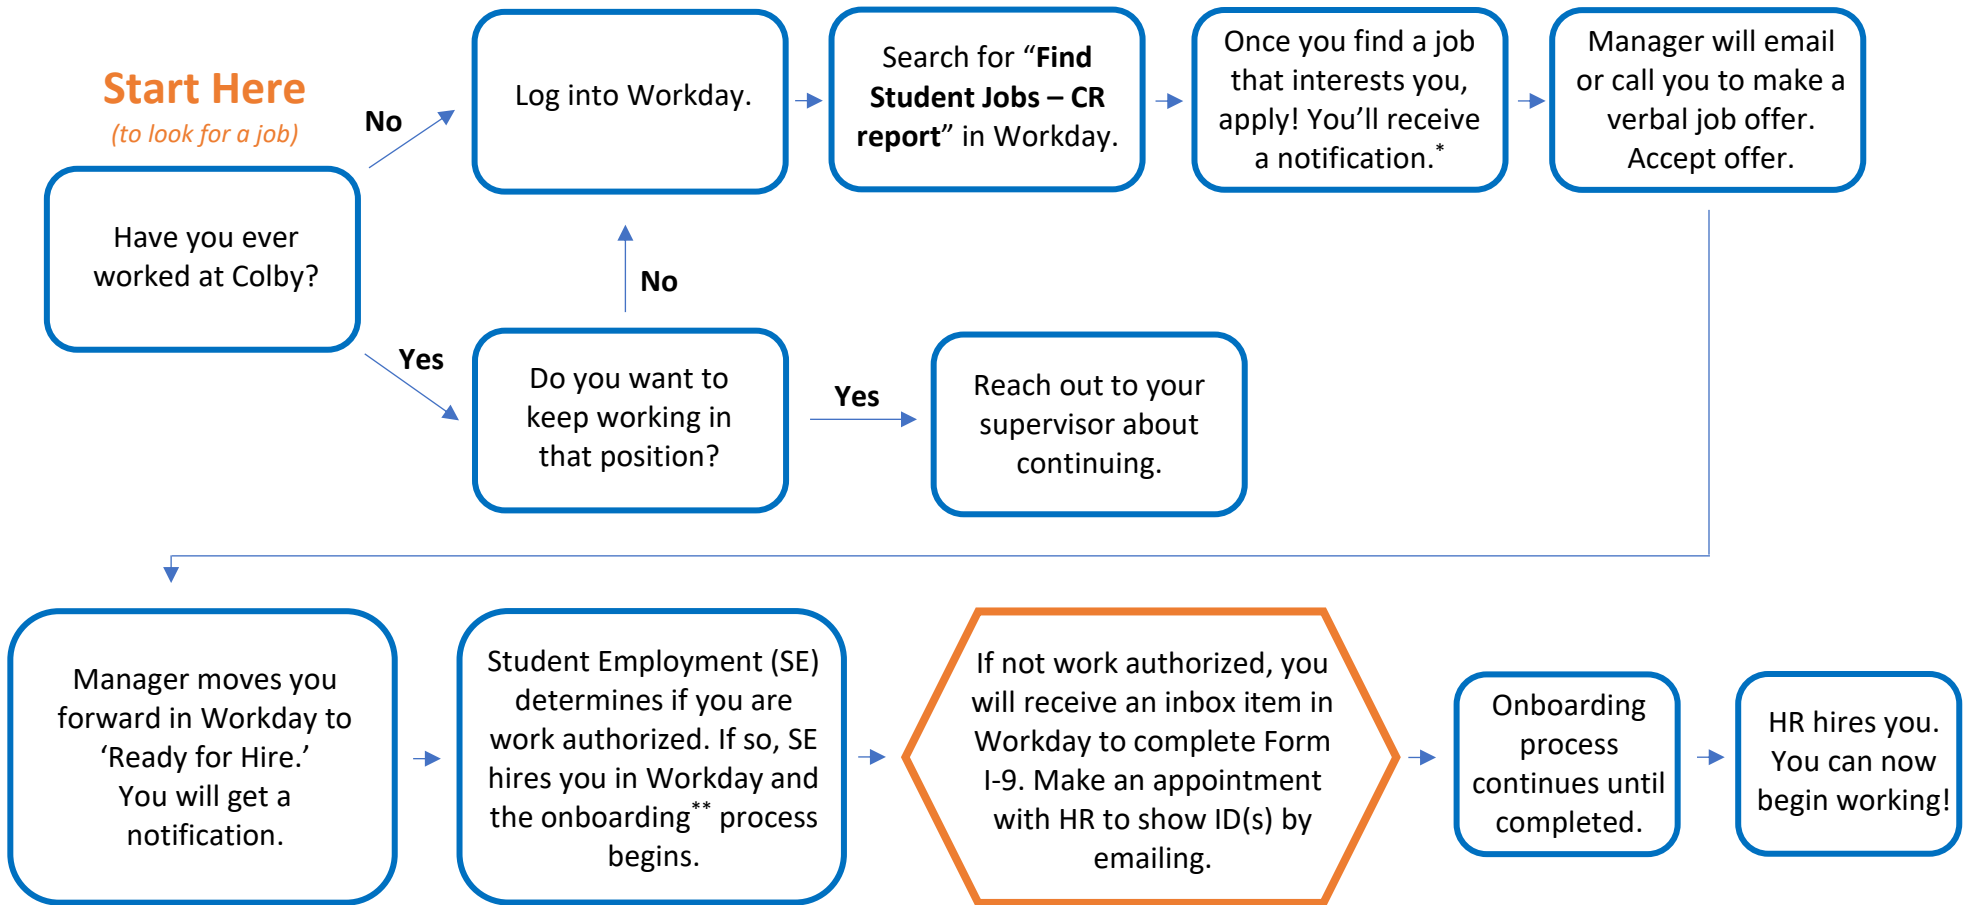 Start Here
(to look for a job)
Have you ever
worked at Colby?
No
Log into Workday.
Search for “Find
Student Jobs – CR
report” in Workday.
Once you find a job
that interests you,
apply! You’ll receive
a notification.*
Manager will email
or call you to make a
verbal job offer.
Accept offer.
No
Yes
Do you want to
keep working in
that position?
Yes
Reach out to your
supervisor about
continuing.
Manager moves you
forward in Workday to
‘Ready for Hire.’
You will get a
notification.
Student Employment (SE)
determines if you are
work authorized. If so, SE
hires you in Workday and
the onboarding** process
begins.
If not work authorized, you
will receive an inbox item in
Workday to complete Form
I-9. Make an appointment
with HR to show ID(s) by
emailing.
Onboarding
process
continues until
completed.
HR hires you.
You can now
begin working!